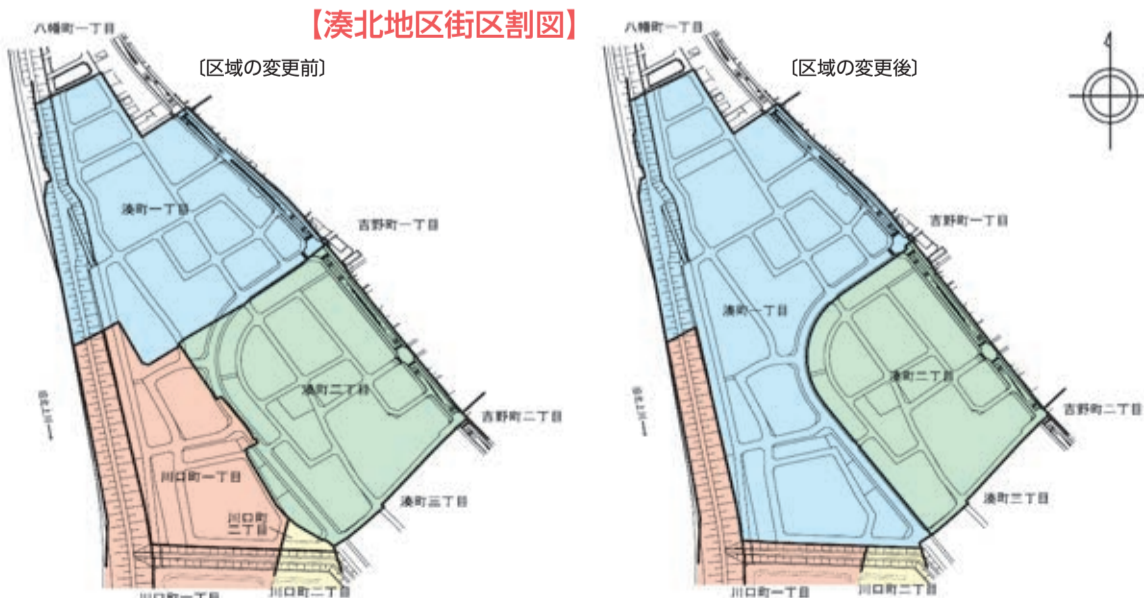 【湊北地区街区割図】
八幡町一丁目
〔区域の変更前〕
湊町一丁目
吉野町一丁目
湊町二丁目
吉野町二丁目
川口町一丁目
湊町三丁目
川口町
二丁目
川口町一丁目
川口町二丁目
八幡町一丁目
〔区域の変更後〕
吉野町一丁目
湊町一丁目
湊町二丁目
吉野町二丁目
湊町三丁目
川口町一丁目
川口町二丁目